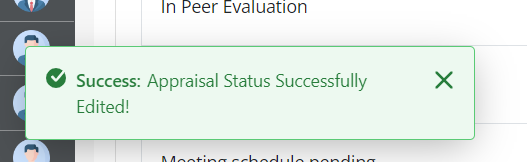 In Peer Evaluation
Success: Appraisal Status Successfully
Edited!
Meeting schedule pending